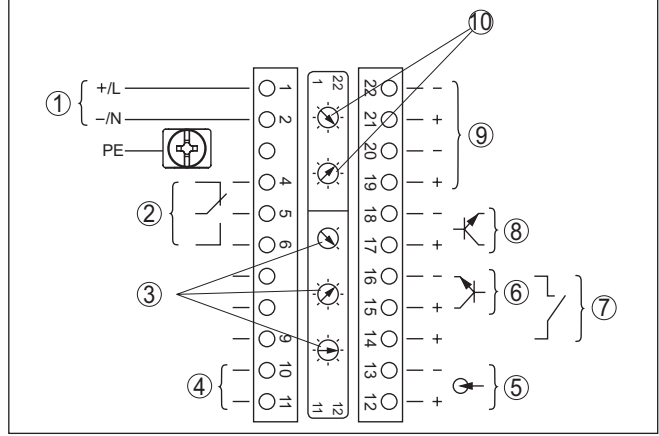 ⑩
+/L 1 1 22 22 −
① −/N 2 21 + ⑨
PE 20 −
4 19 +
② 5 18 − ⑧
6 17 +
16 − ⑥
③ 15 + ⑦
9 14 +
④ 10 13 − ⑤
11 11 12 12 +